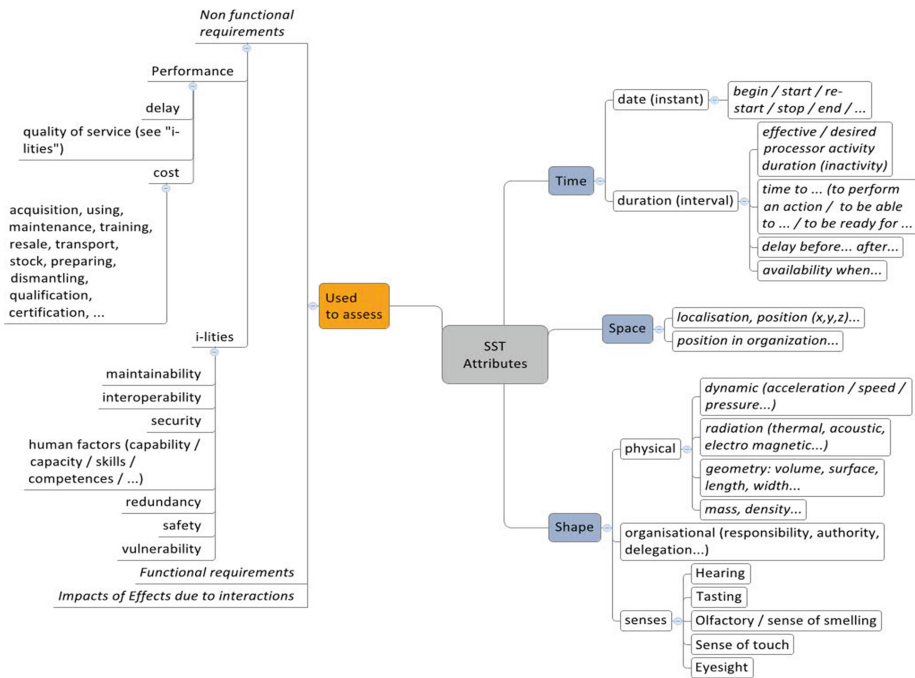 Non functional
requirements
Performance
delay
quality of service (see "i-
lities")
cost
acquisition, using,
maintenance, training,
resale, transport,
stock, preparing,
dismantling,
qualification,
certification, ...
i-lities
maintainability
interoperability
security
human factors (capability /
capacity / skills /
competences / ...)
redundancy
safety
vulnerability
Functional requirements
Impacts of Effects due to interactions
Used
to assess
SST
Attributes
Time
date (instant)
begin / start / re-
start / stop / end / ...
duration (interval)
effective / desired
processor activity
duration (inactivity)
time to ... (to perform
an action / to be able
to ... / to be ready for ...
delay before... after...
availability when...
Space
localisation, position (x,y,z)...
position in organization...
Shape
physical
dynamic (acceleration / speed /
pressure...)
radiation (thermal, acoustic,
electro magnetic...)
geometry: volume, surface,
length, width...
mass, density...
organisational (responsibility, authority,
delegation...)
senses
Hearing
Tasting
Olfactory / sense of smelling
Sense of touch
Eyesight